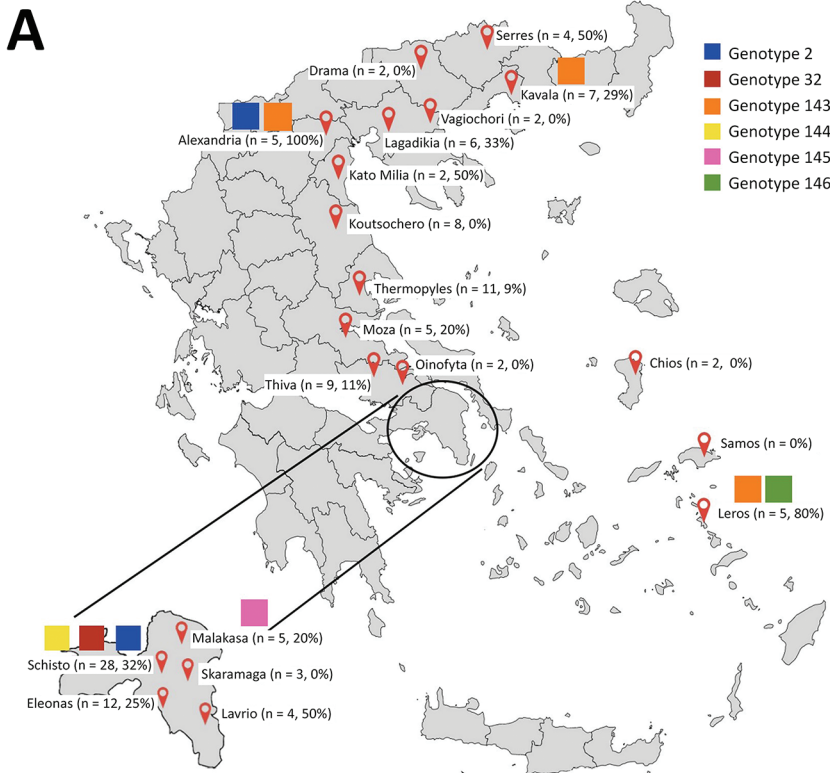 A
Serres (n = 4, 50%)
Drama (n = 2, 0%)
Kavala (n = 7, 29%)
Vagiochori (n = 2, 0%)
Alexandria (n = 5, 100%)
Lagadikia (n = 6, 33%)
Kato Milia (n = 2, 50%)
Koutsochero (n = 8, 0%)
Thermopyles (n = 11, 9%)
Moza (n = 5, 20%)
Oinofyta (n = 2, 0%)
Thiva (n = 9, 11%)
Chios (n = 2, 0%)
Samos (n = 0%)
Leros (n = 5, 80%)
Malakasa (n = 5, 20%)
Schisto (n = 28, 32%)
Skaramaga (n = 3, 0%)
Eleonas (n = 12, 25%)
Lavrio (n = 4, 50%)
Genotype 2
Genotype 32
Genotype 143
Genotype 144
Genotype 145
Genotype 146